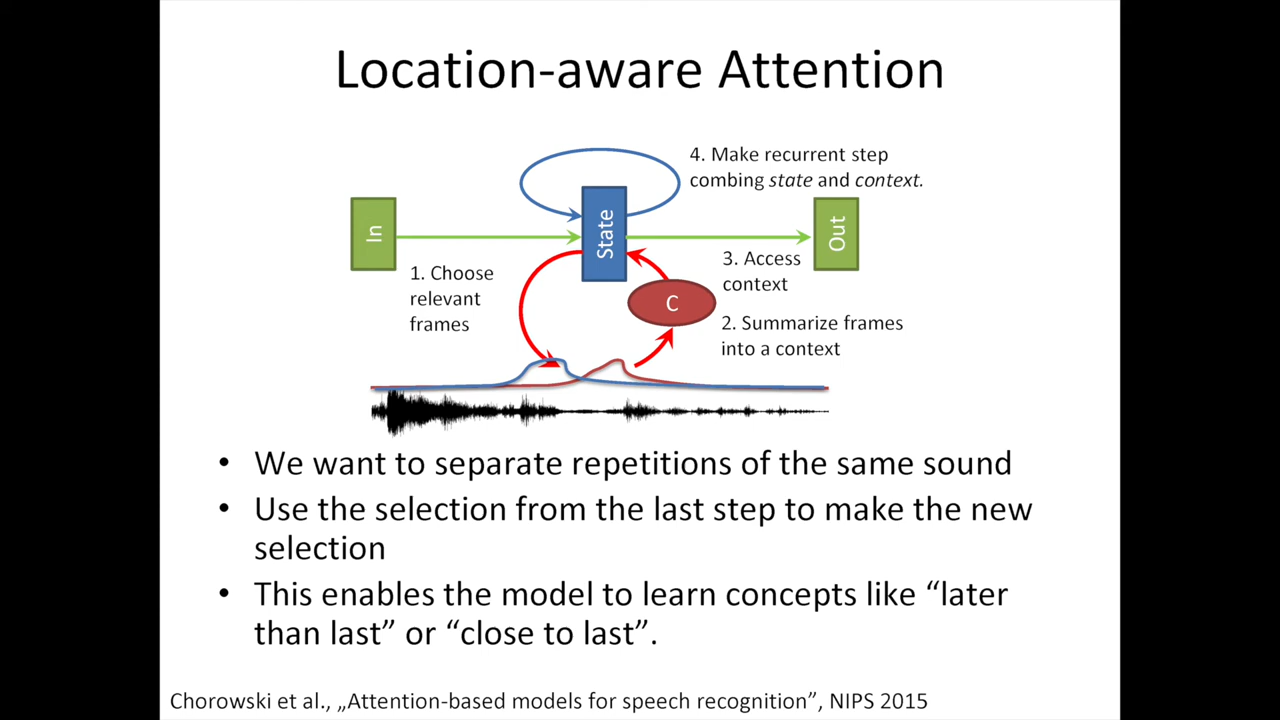 Location-aware Attention
4. Make recurrent step
combing state and context.
In
State
Out
1. Choose
relevant
frames
3. Access
context
C
2. Summarize frames
into a context
• We want to separate repetitions of the same sound
• Use the selection from the last step to make the new
selection
• This enables the model to learn concepts like “later
than last” or “close to last”.
Chorowski et al., „Attention-based models for speech recognition”, NIPS 2015